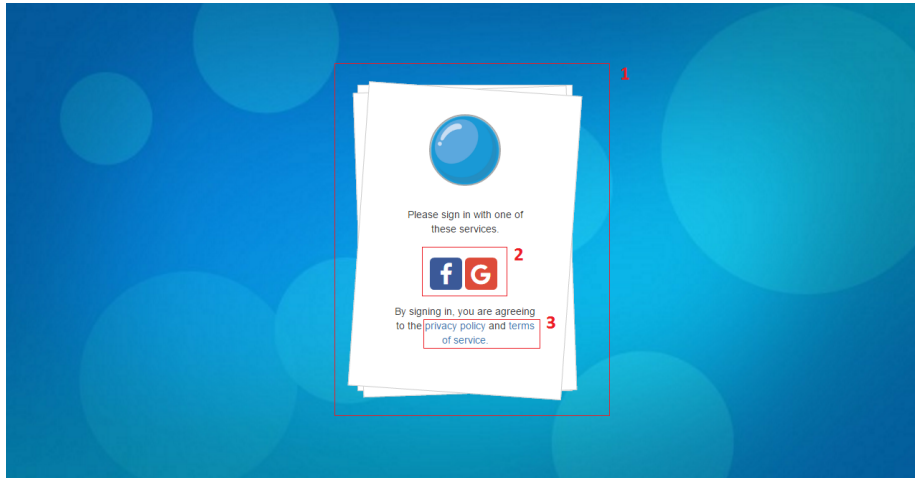 1
Please sign in with one of
these services.
2
f G
By signing in, you are agreeing
to the privacy policy and terms
of service.
3